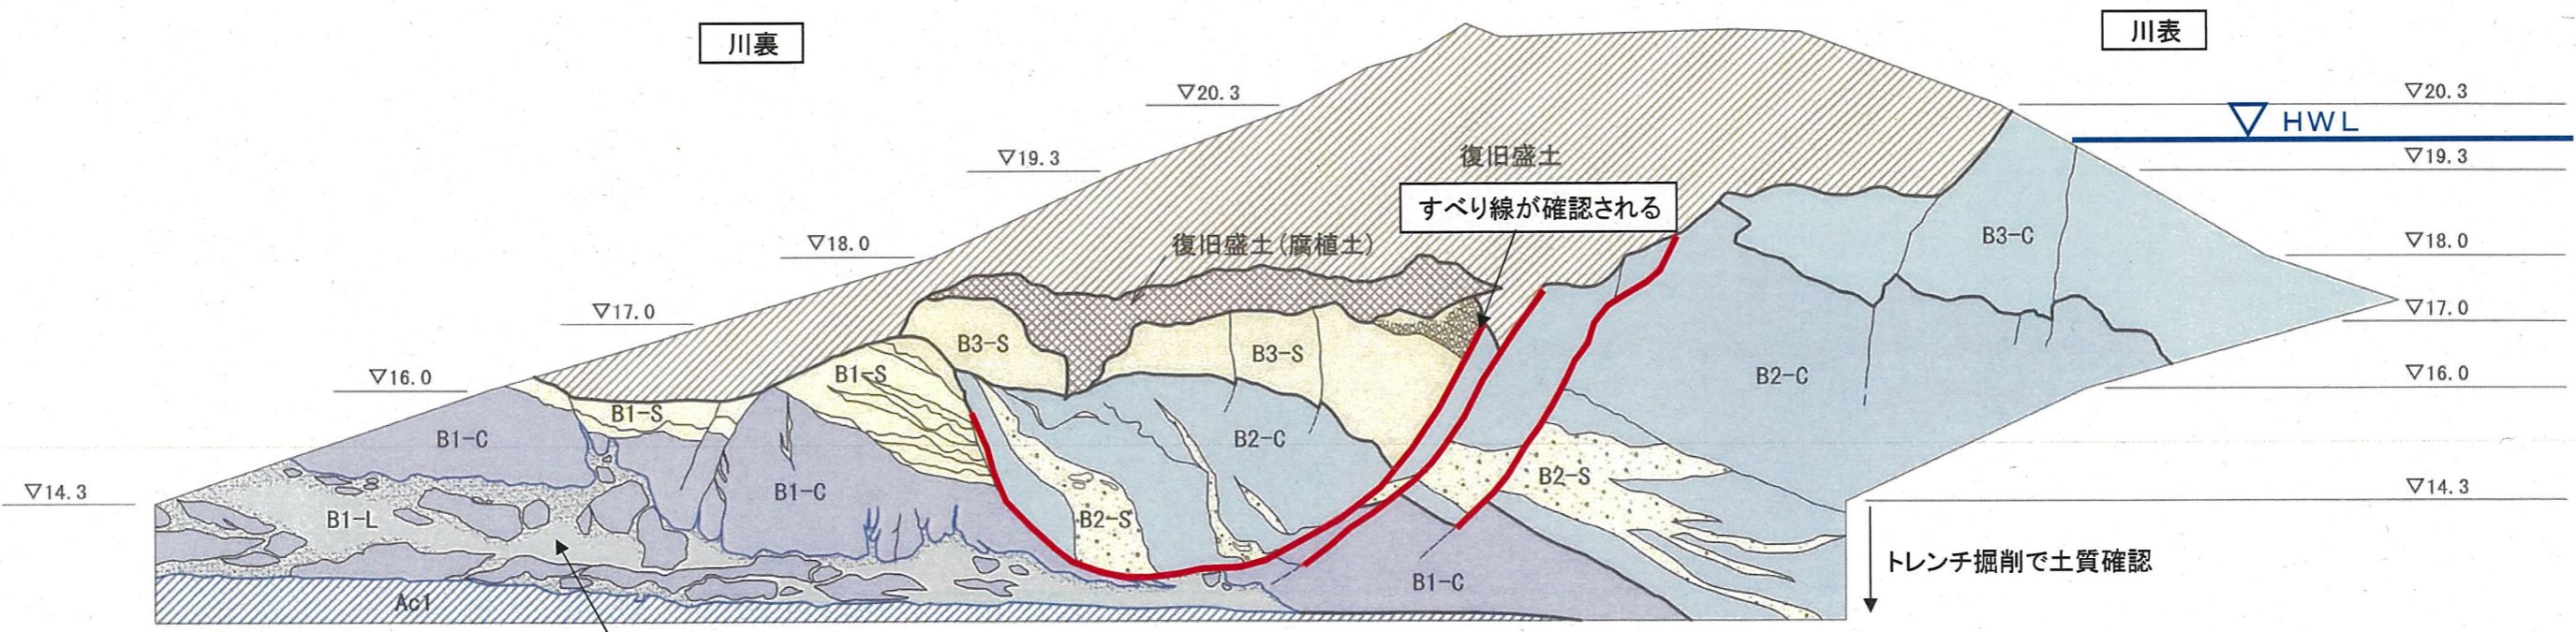 川裏
川表
▽20.3
▽20.3
▽HWL
▽19.3
▽19.3
復旧盛土
すべり線が確認される
▽18.0
復旧盛土(腐植土)
B3-C
▽18.0
▽17.0
▽17.0
B3-S
B3-S
▽16.0
B1-S
B2-C
▽16.0
B1-S
B1-C
B2-C
B2-S
▽14.3
B1-C
▽14.3
B1-L
B2-S
トレンチ掘削で土質確認
B1-C
Ac1